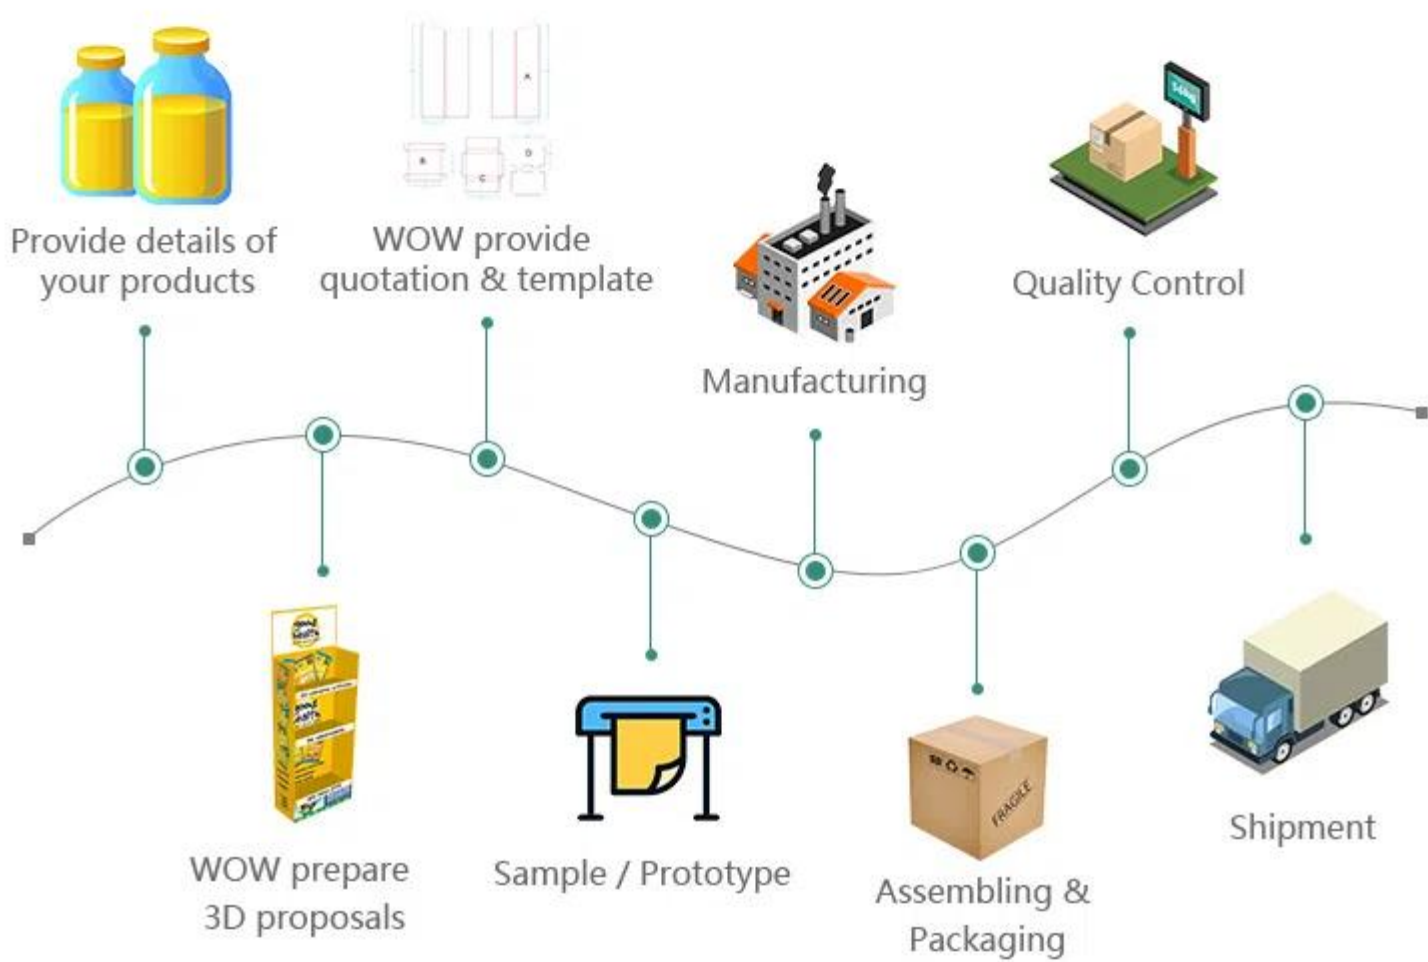 Provide details of
your products
WOW prepare
3D proposals
A
B
C
D
WOW provide
quotation & template
Sample / Prototype
Manufacturing
FRAGILE
Assembling &
Packaging
Quality Control
Shipment